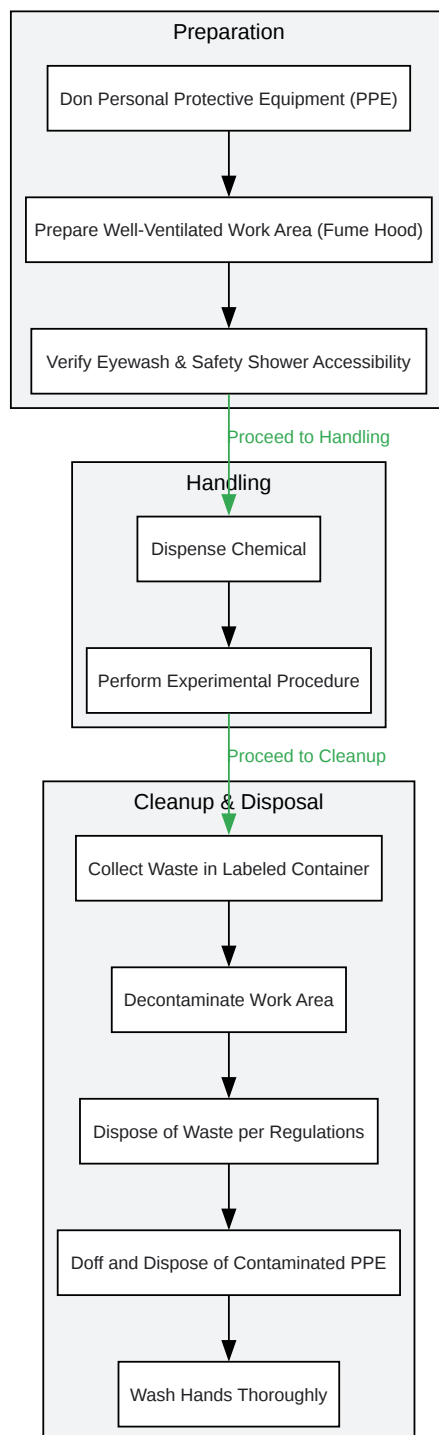 Preparation
Don Personal Protective Equipment (PPE)
Prepare Well-Ventilated Work Area (Fume Hood)
Verify Eyewash & Safety Shower Accessibility
Proceed to Handling
Handling
Dispense Chemical
Perform Experimental Procedure
Proceed to Cleanup
Cleanup & Disposal
Collect Waste in Labeled Container
Decontaminate Work Area
Dispose of Waste per Regulations
Doff and Dispose of Contaminated PPE
Wash Hands Thoroughly